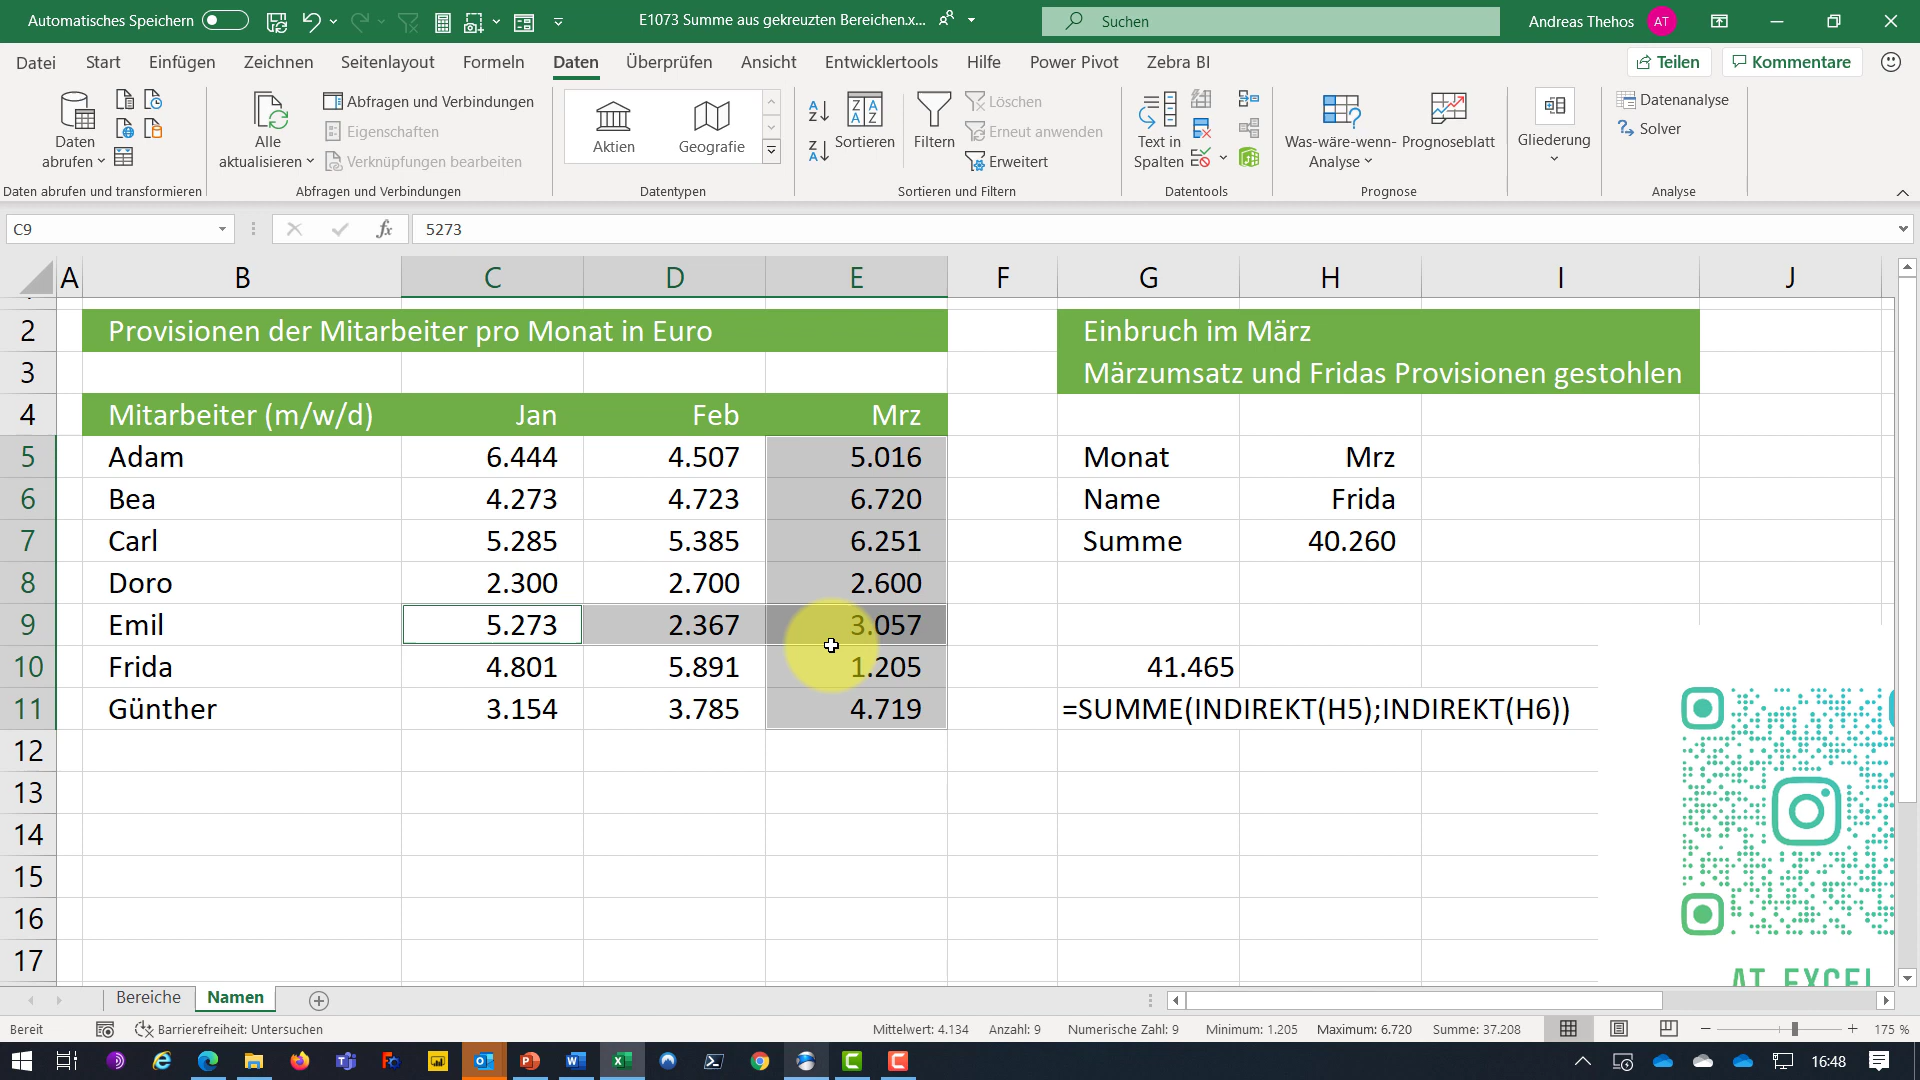 Automatisches Speichern
E1073 Summe aus gekreuzten Bereichen.x...
Suchen
Andreas Thehos
AT
Datei Start Einfügen Zeichnen Seitenlayout Formeln Daten Überprüfen Ansicht Entwicklertools Hilfe Power Pivot Zebra BI
Teilen
Kommentare
Daten abrufen
Daten abrufen und transformieren
Alle aktualisieren
Abfragen und Verbindungen
Eigenschaften
Verknüpfungen bearbeiten
Abfragen und Verbindungen
Aktien
Geografie
Datentypen
Sortieren
Filtern
Löschen
Erneut anwenden
Erweitert
Sortieren und Filtern
Text in Spalten
Datentools
Was-wäre-wenn-Analyse
Prognoseblatt
Prognose
Gliederung
Datenanalyse
Solver
Analyse
C9
fx
5273
A B C D E F G H I J
2 Provisionen der Mitarbeiter pro Monat in Euro Einbruch im März
3 Märzumsatz und Fridas Provisionen gestohlen
4 Mitarbeiter (m/w/d) Jan Feb Mrz
5 Adam 6.444 4.507 5.016 Monat Mrz
6 Bea 4.273 4.723 6.720 Name Frida
7 Carl 5.285 5.385 6.251 Summe 40.260
8 Doro 2.300 2.700 2.600
9 Emil 5.273 2.367 3.057
10 Frida 4.801 5.891 1.205 41.465
11 Günther 3.154 3.785 4.719 =SUMME(INDIREKT(H5);INDIREKT(H6))
12
13
14
15
16
17
AT EXCEL
Bereiche Namen
Bereit
Barrierefreiheit: Untersuchen
Mittelwert: 4.134 Anzahl: 9 Numerische Zahl: 9 Minimum: 1.205 Maximum: 6.720 Summe: 37.208
175 %
16:48